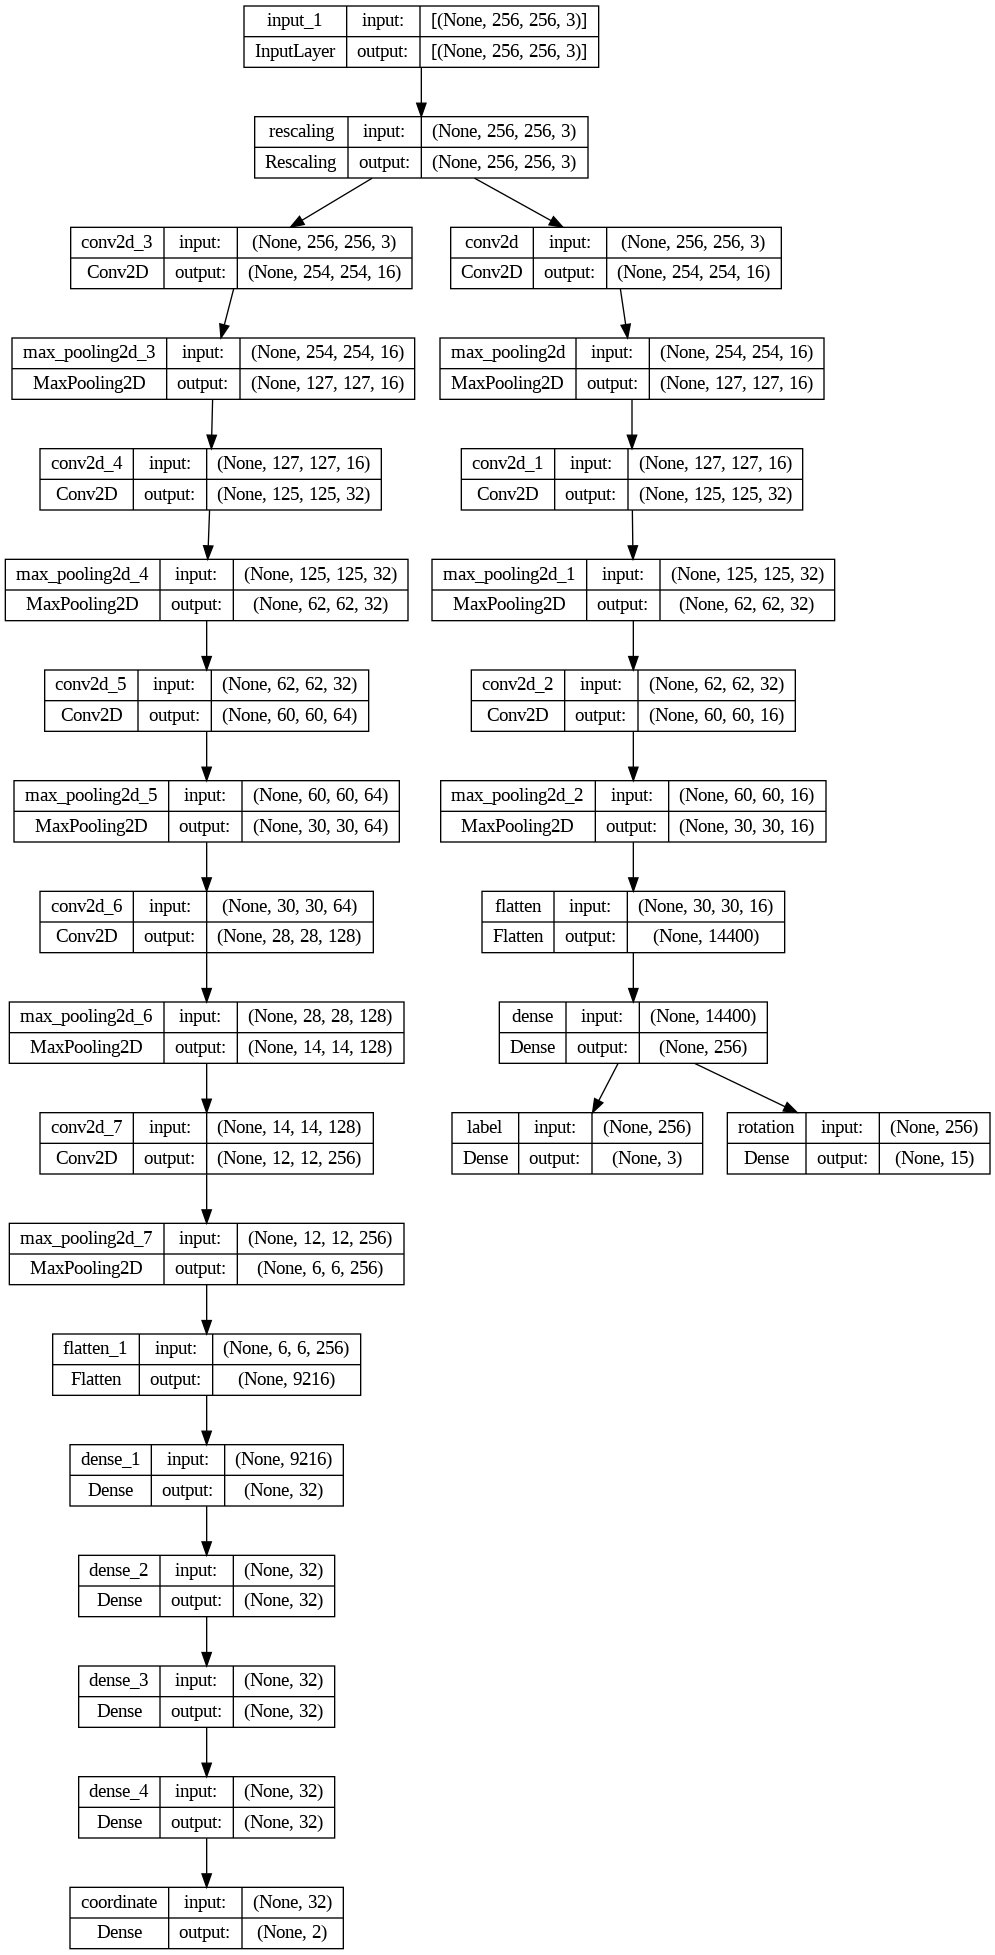 input_1 input: [(None, 256, 256, 3)]
InputLayer output: [(None, 256, 256, 3)]
rescaling input: (None, 256, 256, 3)
Rescaling output: (None, 256, 256, 3)
conv2d_3 input: (None, 256, 256, 3)
Conv2D output: (None, 254, 254, 16)
conv2d input: (None, 256, 256, 3)
Conv2D output: (None, 254, 254, 16)
max_pooling2d_3 input: (None, 254, 254, 16)
MaxPooling2D output: (None, 127, 127, 16)
max_pooling2d input: (None, 254, 254, 16)
MaxPooling2D output: (None, 127, 127, 16)
conv2d_4 input: (None, 127, 127, 16)
Conv2D output: (None, 125, 125, 32)
conv2d_1 input: (None, 127, 127, 16)
Conv2D output: (None, 125, 125, 32)
max_pooling2d_4 input: (None, 125, 125, 32)
MaxPooling2D output: (None, 62, 62, 32)
max_pooling2d_1 input: (None, 125, 125, 32)
MaxPooling2D output: (None, 62, 62, 32)
conv2d_5 input: (None, 62, 62, 32)
Conv2D output: (None, 60, 60, 64)
conv2d_2 input: (None, 62, 62, 32)
Conv2D output: (None, 60, 60, 16)
max_pooling2d_5 input: (None, 60, 60, 64)
MaxPooling2D output: (None, 30, 30, 64)
max_pooling2d_2 input: (None, 60, 60, 16)
MaxPooling2D output: (None, 30, 30, 16)
conv2d_6 input: (None, 30, 30, 64)
Conv2D output: (None, 28, 28, 128)
flatten input: (None, 30, 30, 16)
Flatten output: (None, 14400)
max_pooling2d_6 input: (None, 28, 28, 128)
MaxPooling2D output: (None, 14, 14, 128)
dense input: (None, 14400)
Dense output: (None, 256)
conv2d_7 input: (None, 14, 14, 128)
Conv2D output: (None, 12, 12, 256)
label input: (None, 256)
Dense output: (None, 3)
rotation input: (None, 256)
Dense output: (None, 15)
max_pooling2d_7 input: (None, 12, 12, 256)
MaxPooling2D output: (None, 6, 6, 256)
flatten_1 input: (None, 6, 6, 256)
Flatten output: (None, 9216)
dense_1 input: (None, 9216)
Dense output: (None, 32)
dense_2 input: (None, 32)
Dense output: (None, 32)
dense_3 input: (None, 32)
Dense output: (None, 32)
dense_4 input: (None, 32)
Dense output: (None, 32)
coordinate input: (None, 32)
Dense output: (None, 2)